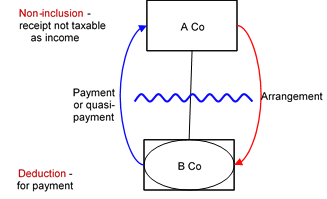 Non-inclusion -
receipt not taxable
as income
A Co
Payment
or quasi-
payment
Arrangement
Deduction -
for payment
B Co